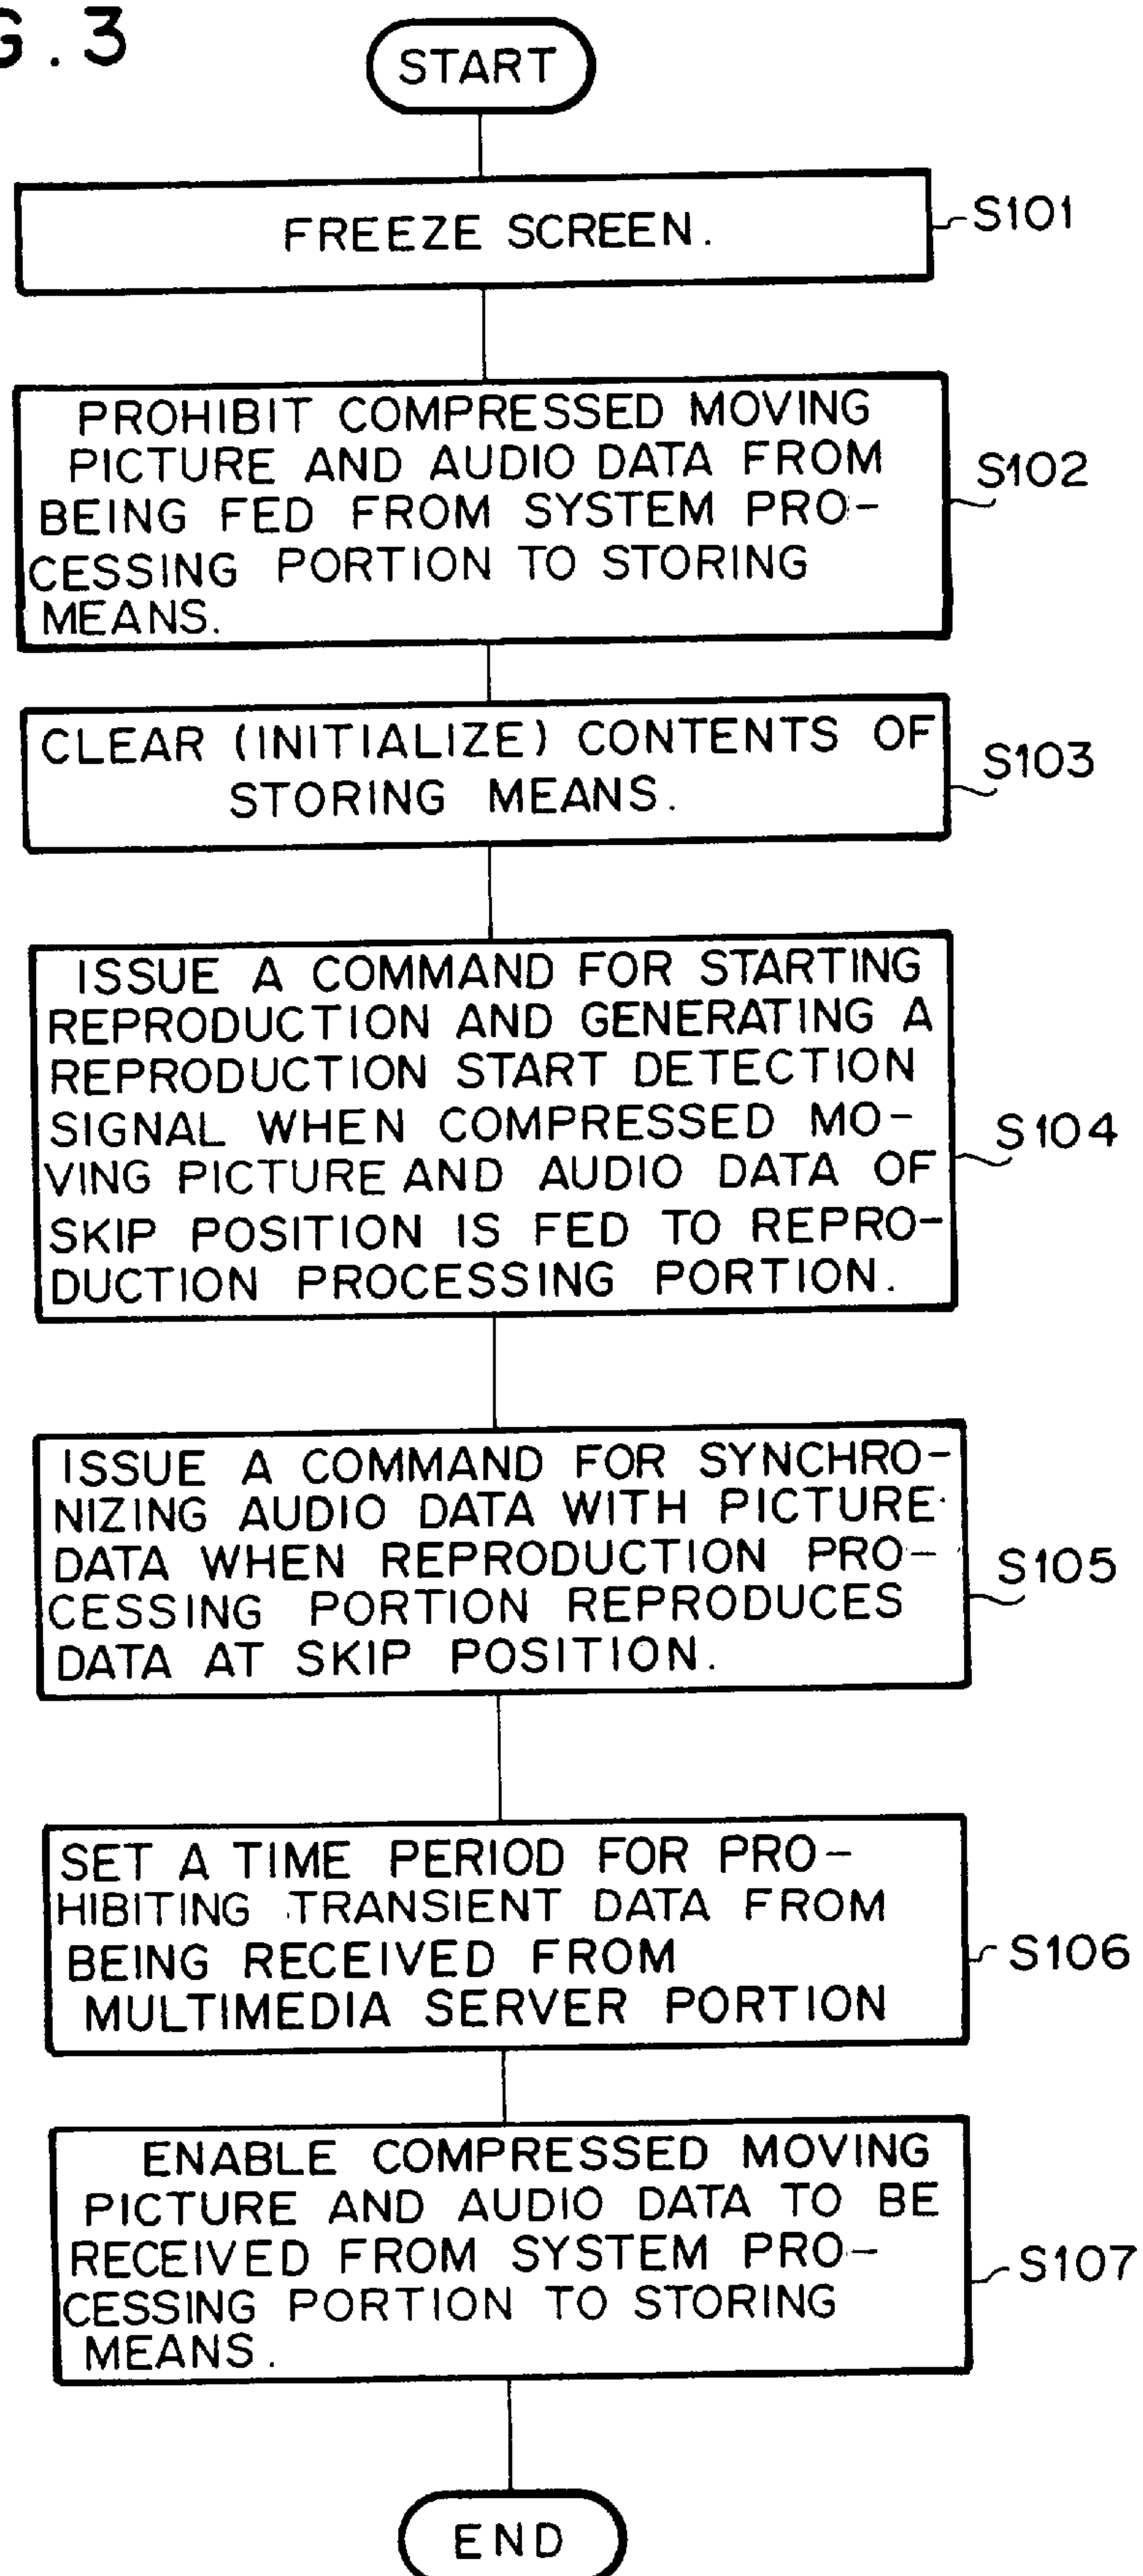 G.3
START
FREEZE SCREEN.
S101
PROHIBIT COMPRESSED MOVING
PICTURE AND AUDIO DATA FROM
BEING FED FROM SYSTEM PRO-
CESSING PORTION TO STORING
MEANS.
S102
CLEAR (INITIALIZE) CONTENTS OF
STORING MEANS.
S103
ISSUE A COMMAND FOR STARTING
REPRODUCTION AND GENERATING A
REPRODUCTION START DETECTION
SIGNAL WHEN COMPRESSED MO-
VING PICTURE AND AUDIO DATA OF
SKIP POSITION IS FED TO REPRO-
DUCTION PROCESSING PORTION.
S104
ISSUE A COMMAND FOR SYNCHRO-
NIZING AUDIO DATA WITH PICTURE
DATA WHEN REPRODUCTION PRO-
CESSING PORTION REPRODUCES
DATA AT SKIP POSITION.
S105
SET A TIME PERIOD FOR PRO-
HIBITING TRANSIENT DATA FROM
BEING RECEIVED FROM
MULTIMEDIA SERVER PORTION
S106
ENABLE COMPRESSED MOVING
PICTURE AND AUDIO DATA TO BE
RECEIVED FROM SYSTEM PRO-
CESSING PORTION TO STORING
MEANS.
S107
END